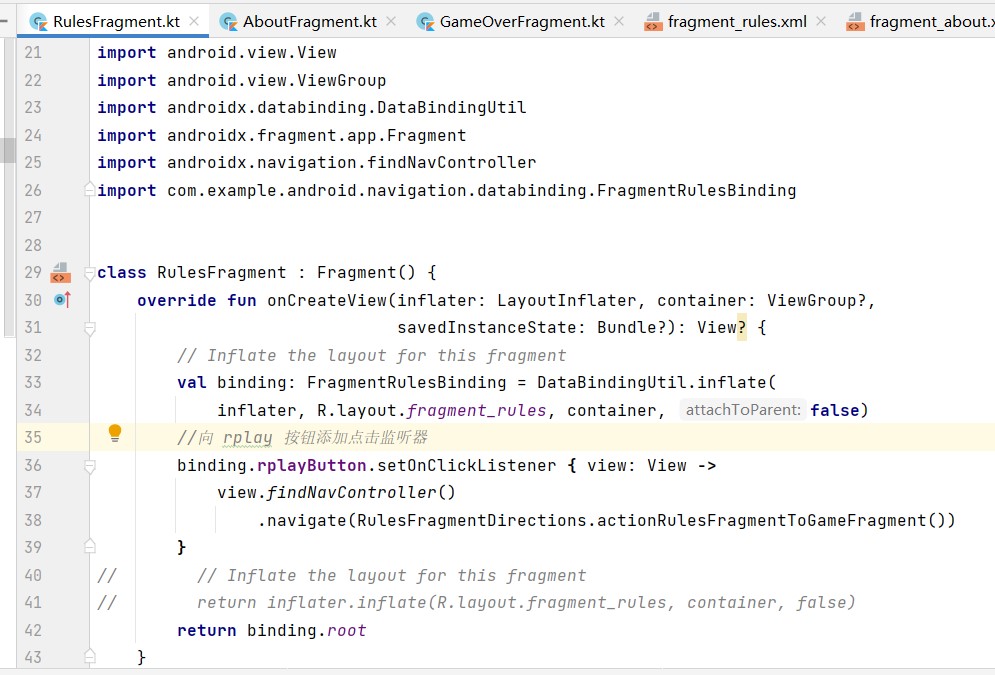 RulesFragment.kt AboutFragment.kt GameOverFragment.kt fragment_rules.xml fragment_about.x
21 import android.view.View
22 import android.view.ViewGroup
23 import androidx.databinding.DataBindingUtil
24 import androidx.fragment.app.Fragment
25 import androidx.navigation.findNavController
26 import com.example.android.navigation.databinding.FragmentRulesBinding
27
28
29 class RulesFragment : Fragment() {
30 override fun onCreateView(inflater: LayoutInflater, container: ViewGroup?,
31 savedInstanceState: Bundle?): View? {
32 // Inflate the layout for this fragment
33 val binding: FragmentRulesBinding = DataBindingUtil.inflate(
34 inflater, R.layout.fragment_rules, container, attachToParent: false)
35 //向 rplay 按钮添加点击监听器
36 binding.rplayButton.setOnClickListener { view: View ->
37 view.findNavController()
38 .navigate(RulesFragmentDirections.actionRulesFragmentToGameFragment())
39 }
40 // // Inflate the layout for this fragment
41 // return inflater.inflate(R.layout.fragment_rules, container, false)
42 return binding.root
43 }